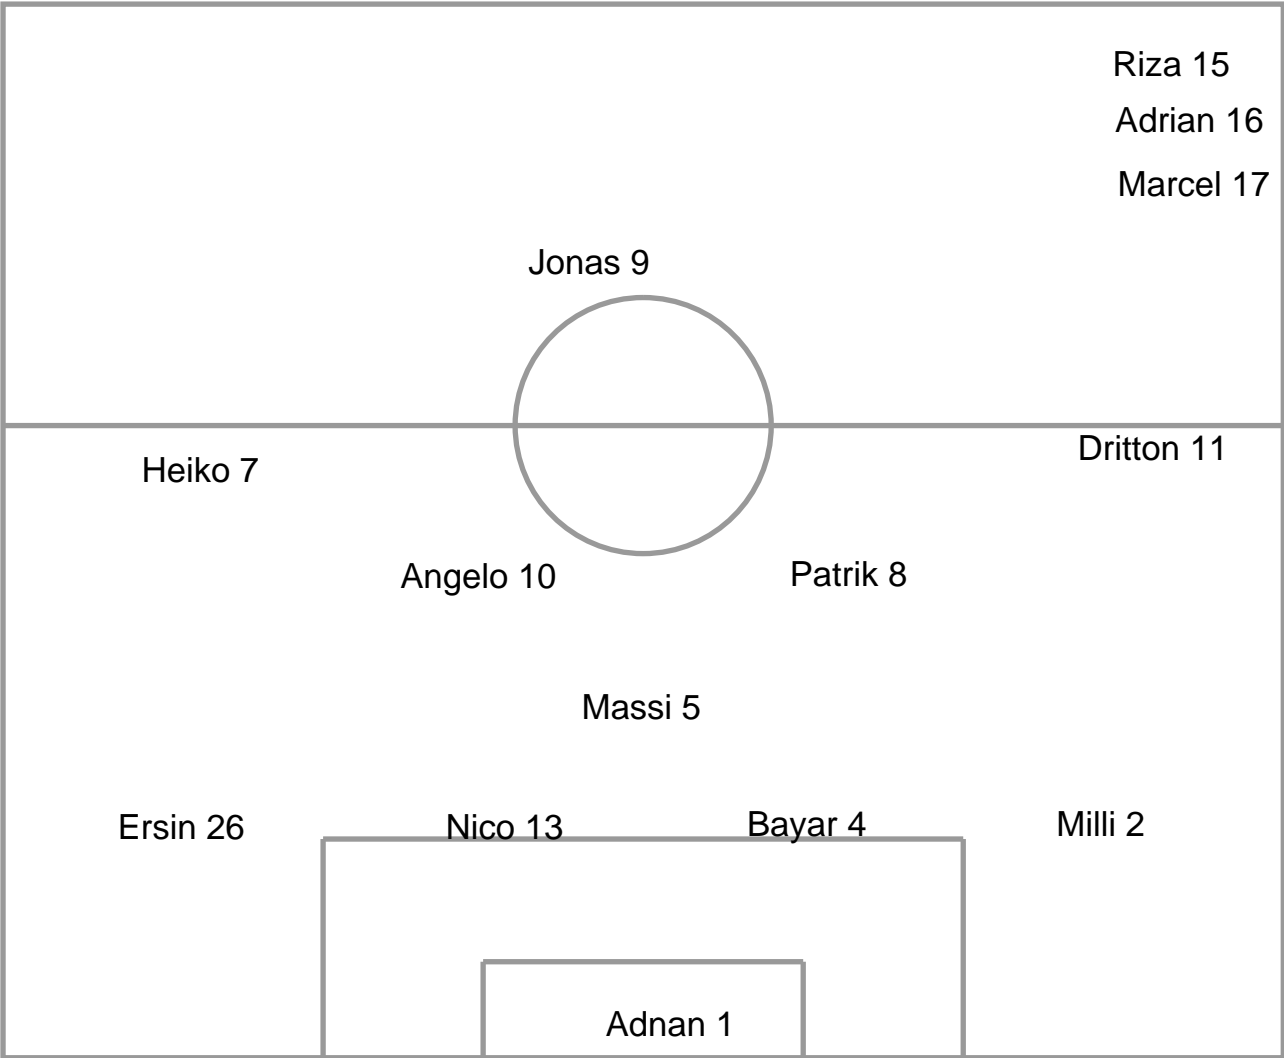 Riza 15
Adrian 16
Marcel 17
Jonas 9
Dritton 11
Heiko 7
Angelo 10
Patrik 8
Massi 5
Ersin 26
Nico 13
Bayar 4
Milli 2
Adnan 1